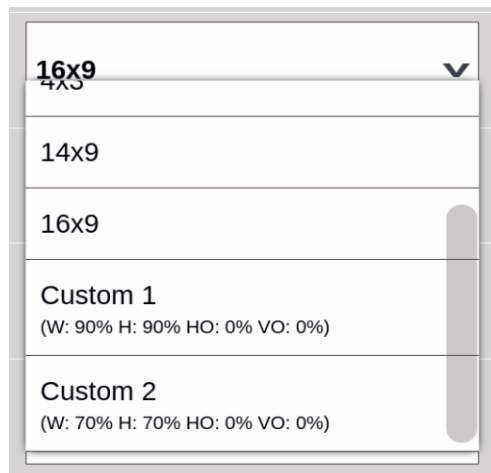 16x9
4x3
14x9
16x9
Custom 1
(W: 90% H: 90% HO: 0% VO: 0%)
Custom 2
(W: 70% H: 70% HO: 0% VO: 0%)